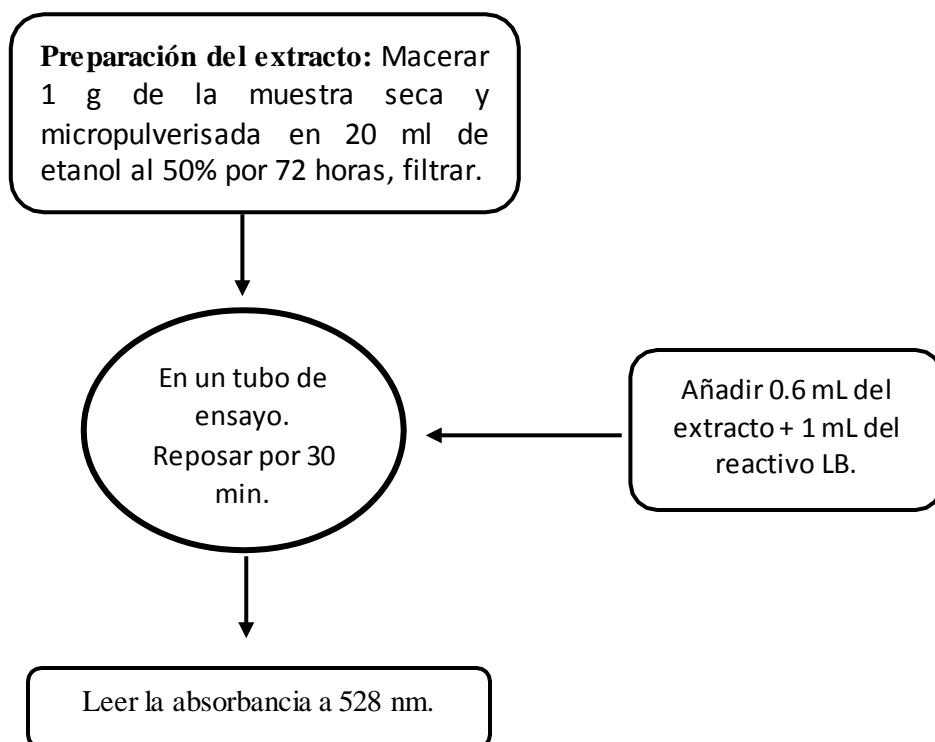 Preparación del extracto: Macerar
1 g de la muestra seca y
micropulverisada en 20 ml de
etanol al 50% por 72 horas, filtrar.
En un tubo de
ensayo.
Reposar por 30
min.
Añadir 0.6 mL del
extracto + 1 mL del
reactivo LB.
Leer la absorbancia a 528 nm.